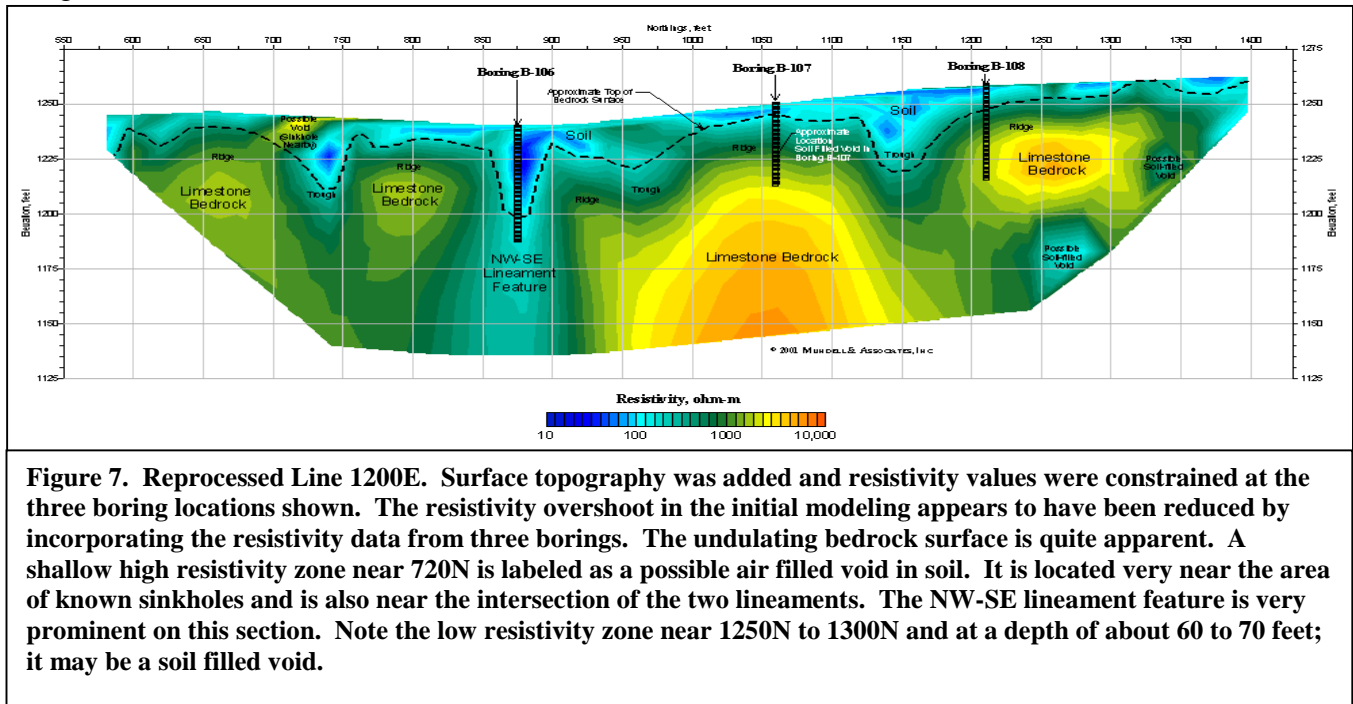 Northings, feet
550 600 650 700 750 800 850 900 950 1000 1050 1100 1150 1200 1250 1300 1350 1400
1275 1250 1225 1200 1175 1150 1125
1250 1225 1200 1175 1150 1125
Elevation, feet
Elevation, feet
Boring B-106
Boring B-107
Boring B-108
Approximate Top of
Bedrock Surface
Possible
Void
(Sinkhole
Nearby)
Soil
Soil
Approximate
Location
Soil Filled Void In
Boring B-107
Ridge
Ridge
Ridge
Ridge
Ridge
Ridge
Trough
Trough
Trough
Limestone
Bedrock
Limestone
Bedrock
Limestone
Bedrock
Limestone Bedrock
Possible
Soil-filled
Void
Possible
Soil-filled
Void
NW-SE
Lineament
Feature
© 2001 MUNDELL & ASSOCIATES, INC
Resistivity, ohm-m
10 100 1000 10,000
Figure 7. Reprocessed Line 1200E. Surface topography was added and resistivity values were constrained at the
three boring locations shown. The resistivity overshoot in the initial modeling appears to have been reduced by
incorporating the resistivity data from three borings. The undulating bedrock surface is quite apparent. A
shallow high resistivity zone near 720N is labeled as a possible air filled void in soil. It is located very near the area
of known sinkholes and is also near the intersection of the two lineaments. The NW-SE lineament feature is very
prominent on this section. Note the low resistivity zone near 1250N to 1300N and at a depth of about 60 to 70 feet;
it may be a soil filled void.